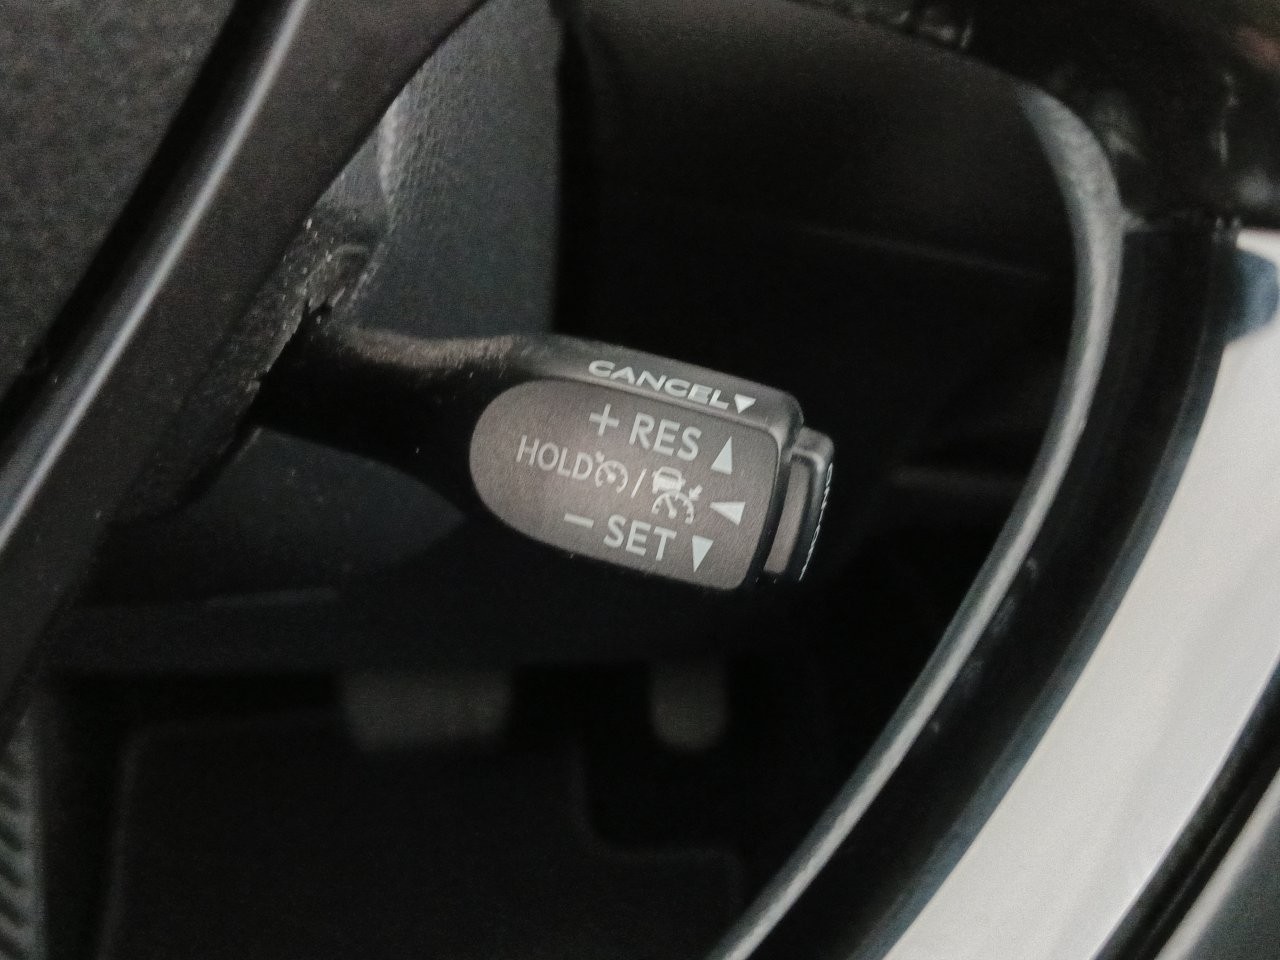 CANCEL▼
+ RES ▲
HOLD /
− SET ▼